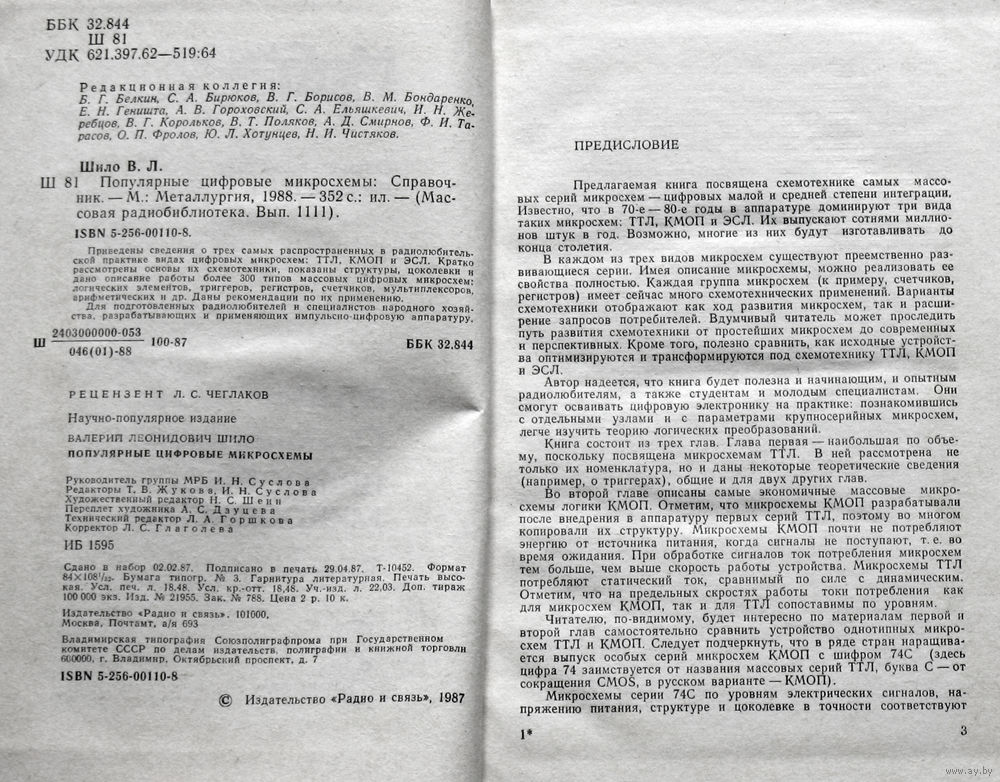 ББК 32.844
Ш 81
УДК 621.397.62—519:64
Редакционная коллегия:
Б. Г. Белкин, С. А. Бирюков, В. Г. Борисов, В. М. Бондаренко,
Е. Н. Геништа, А. В. Гороховский, С. А. Ельяшкевич, И. Н. Же-
ребцов, В. Г. Корольков, В. Т. Поляков, А. Д. Смирнов, Ф. И. Та-
расов, О. П. Фролов, Ю. Л. Хотунцев, Н. И. Чистяков.
Шило В. Л.
Ш 81 Популярные цифровые микросхемы: Справоч-
ник. — М.: Металлургия, 1988. — 352 с.: ил. — (Мас-
совая радиобиблиотека. Вып. 1111).
ISBN 5-256-00110-8.
Приведены сведения о трех самых распространенных в радиолюбитель-
ской практике видах цифровых микросхем: ТТЛ, КМОП и ЭСЛ. Кратко
рассмотрены основы их схемотехники, показаны структуры, цоколевки и
дано описание работы более 300 типов массовых цифровых микросхем:
логических элементов, триггеров, регистров, счетчиков, мультиплексоров,
арифметических и др. Даны рекомендации по их применению.
Для подготовленных радиолюбителей и специалистов народного хозяй-
ства, разрабатывающих и применяющих импульсно-цифровую аппаратуру.
Ш 2403000000-053
046(01)-88 100-87 ББК 32.844
РЕЦЕНЗЕНТ Л. С. ЧЕГЛАКОВ
Научно-популярное издание
ВАЛЕРИЙ ЛЕОНИДОВИЧ ШИЛО
ПОПУЛЯРНЫЕ ЦИФРОВЫЕ МИКРОСХЕМЫ
Руководитель группы МРБ И. Н. Суслова
Редакторы Т. В. Жукова, И. Н. Суслова
Художественный редактор Н. С. Шеин
Переплет художника А. С. Дзуцева
Технический редактор Л. А. Горшкова
Корректор Л. С. Глаголева
ИБ 1595
Сдано в набор 02.02.87. Подписано в печать 29.04.87. Т-10452. Формат
84×108¹/₃₂. Бумага типогр. № 3. Гарнитура литературная. Печать высо-
кая. Усл. печ. л. 18,48. Усл. кр.-отт. 18,48. Уч.-изд. л. 22,03. Доп. тираж
100 000 экз. Изд. № 21955. Зак. № 788. Цена 2 р. 10 к.
Издательство «Радио и связь». 101000,
Москва, Почтамт, а/я 693
Владимирская типография Союзполиграфпрома при Государственном
комитете СССР по делам издательств, полиграфии и книжной торговли
600000, г. Владимир, Октябрьский проспект, д. 7
ISBN 5-256-00110-8
© Издательство «Радио и связь», 1987
ПРЕДИСЛОВИЕ
Предлагаемая книга посвящена схемотехнике самых массо-
вых серий микросхем — цифровых малой и средней степени интеграции.
Известно, что в 70-е — 80-е годы в аппаратуре доминируют три вида
таких микросхем: ТТЛ, КМОП и ЭСЛ. Их выпускают сотнями миллио-
нов штук в год. Возможно, многие из них будут изготавливать до
конца столетия.
В каждом из трех видов микросхем существуют преемственно раз-
вивающиеся серии. Имея описание микросхемы, можно реализовать ее
свойства полностью. Каждая группа микросхем (к примеру, счетчиков,
регистров) имеет сейчас много схемотехнических применений. Варианты
схемотехники отображают как ход развития микросхем, так и расши-
рение запросов потребителей. Вдумчивый читатель может проследить
путь развития схемотехники от простейших микросхем до современных
и перспективных. Кроме того, полезно сравнить, как исходные устройст-
ва оптимизируются и трансформируются под схемотехнику ТТЛ, КМОП
и ЭСЛ.
Автор надеется, что книга будет полезна и начинающим, и опытным
радиолюбителям, а также студентам и молодым специалистам. Они
смогут осваивать цифровую электронику на практике: познакомившись
с отдельными узлами и с параметрами крупносерийных микросхем,
легче изучить теорию логических преобразований.
Книга состоит из трех глав. Глава первая — наибольшая по объе-
му, поскольку посвящена микросхемам ТТЛ. В ней рассмотрена не
только их номенклатура, но и даны некоторые теоретические сведения
(например, о триггерах), общие и для двух других глав.
Во второй главе описаны самые экономичные массовые микро-
схемы логики КМОП. Отметим, что микросхемы КМОП разрабатывали
после внедрения в аппаратуру первых серий ТТЛ, поэтому во многом
копировали их структуру. Микросхемы КМОП почти не потребляют
энергию от источника питания, когда сигналы не поступают, т. е. во
время ожидания. При обработке сигналов ток потребления микросхем
тем больше, чем выше скорость работы устройства. Микросхемы ТТЛ
потребляют статический ток, сравнимый по силе с динамическим.
Отметим, что на предельных скростях работы токи потребления как
для микросхем КМОП, так и для ТТЛ сопоставимы по уровням.
Читателю, по-видимому, будет интересно по материалам первой и
второй глав самостоятельно сравнить устройство однотипных микро-
схем ТТЛ и КМОП. Следует подчеркнуть, что в ряде стран наращива-
ется выпуск особых серий микросхем КМОП с шифром 74С (здесь
цифра 74 заимствуется от названия массовых серий ТТЛ, буква С — от
сокращения CMOS, в русском варианте — КМОП).
Микросхемы серии 74С по уровням электрических сигналов, на-
пряжению питания, структуре и цоколевке в точности соответствуют
1*
3
www.ay.by